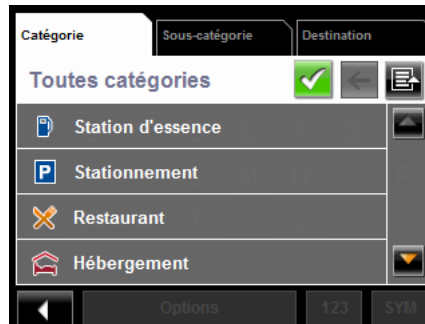 Catégorie Sous-catégorie Destination
Toutes catégories
Station d'essence
P Stationnement
Restaurant
Hébergement
Options 123 SYM